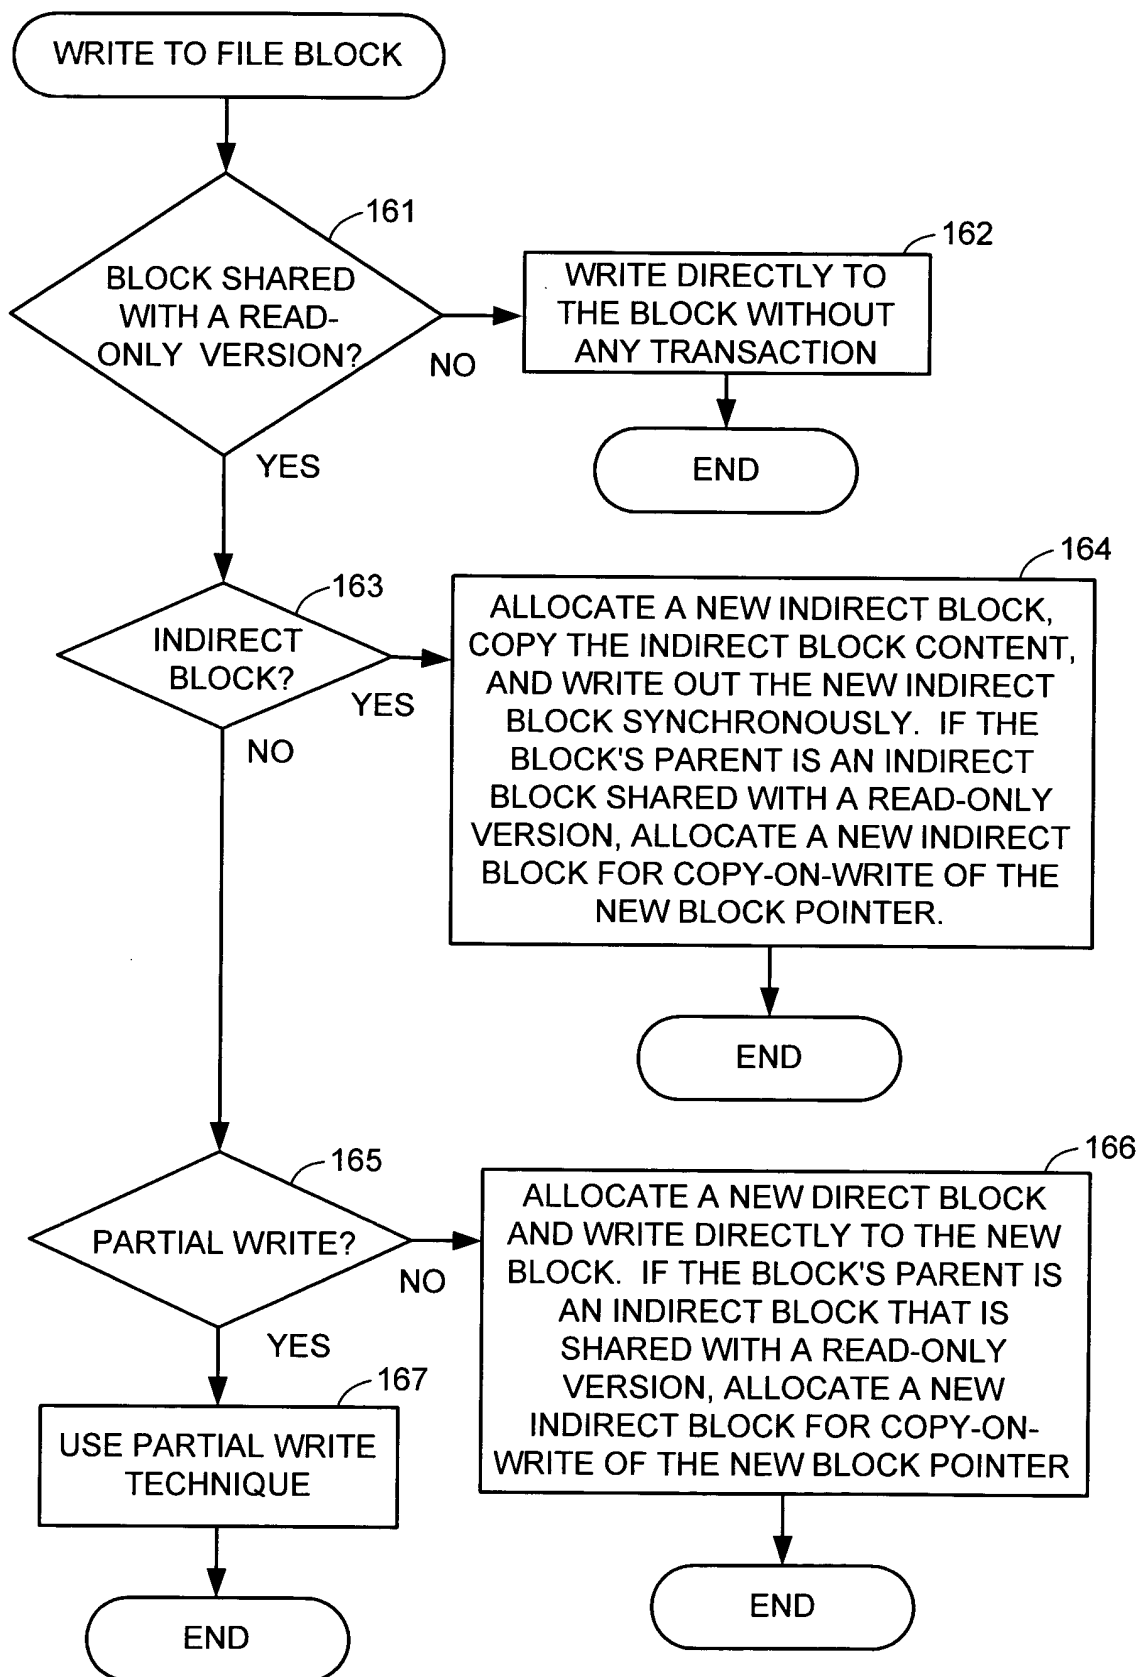 WRITE TO FILE BLOCK
161
BLOCK SHARED
WITH A READ-
ONLY VERSION?
NO
YES
162
WRITE DIRECTLY TO
THE BLOCK WITHOUT
ANY TRANSACTION
END
163
INDIRECT
BLOCK?
YES
NO
164
ALLOCATE A NEW INDIRECT BLOCK,
COPY THE INDIRECT BLOCK CONTENT,
AND WRITE OUT THE NEW INDIRECT
BLOCK SYNCHRONOUSLY. IF THE
BLOCK'S PARENT IS AN INDIRECT
BLOCK SHARED WITH A READ-ONLY
VERSION, ALLOCATE A NEW INDIRECT
BLOCK FOR COPY-ON-WRITE OF THE
NEW BLOCK POINTER.
END
165
PARTIAL WRITE?
NO
YES
166
ALLOCATE A NEW DIRECT BLOCK
AND WRITE DIRECTLY TO THE NEW
BLOCK. IF THE BLOCK'S PARENT IS
AN INDIRECT BLOCK THAT IS
SHARED WITH A READ-ONLY
VERSION, ALLOCATE A NEW
INDIRECT BLOCK FOR COPY-ON-
WRITE OF THE NEW BLOCK POINTER
END
167
USE PARTIAL WRITE
TECHNIQUE
END